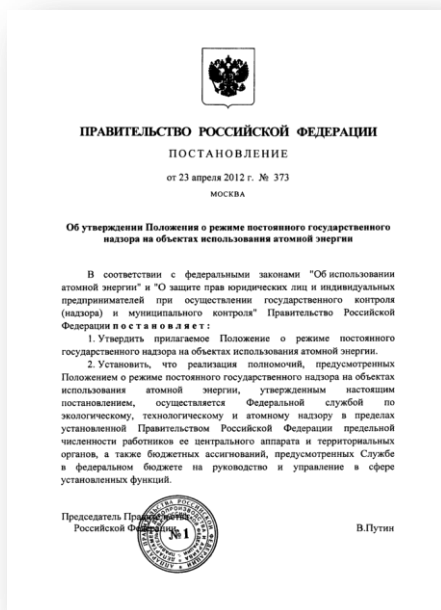 ПРАВИТЕЛЬСТВО РОССИЙСКОЙ ФЕДЕРАЦИИ
ПОСТАНОВЛЕНИЕ
от 23 апреля 2012 г. № 373
МОСКВА
Об утверждении Положения о режиме постоянного государственного
надзора на объектах использования атомной энергии
В соответствии с федеральными законами "Об использовании
атомной энергии" и "О защите прав юридических лиц и индивидуальных
предпринимателей при осуществлении государственного контроля
(надзора) и муниципального контроля" Правительство Российской
Федерации постановляет:
1. Утвердить прилагаемое Положение о режиме постоянного
государственного надзора на объектах использования атомной энергии.
2. Установить, что реализация полномочий, предусмотренных
Положением о режиме постоянного государственного надзора на объектах
использования атомной энергии, утвержденным настоящим
постановлением, осуществляется Федеральной службой по
экологическому, технологическому и атомному надзору в пределах
установленной Правительством Российской Федерации предельной
численности работников ее центрального аппарата и территориальных
органов, а также бюджетных ассигнований, предусмотренных Службе
в федеральном бюджете на руководство и управление в сфере
установленных функций.
Председатель Правительства
Российской Федерации
В.Путин
№1